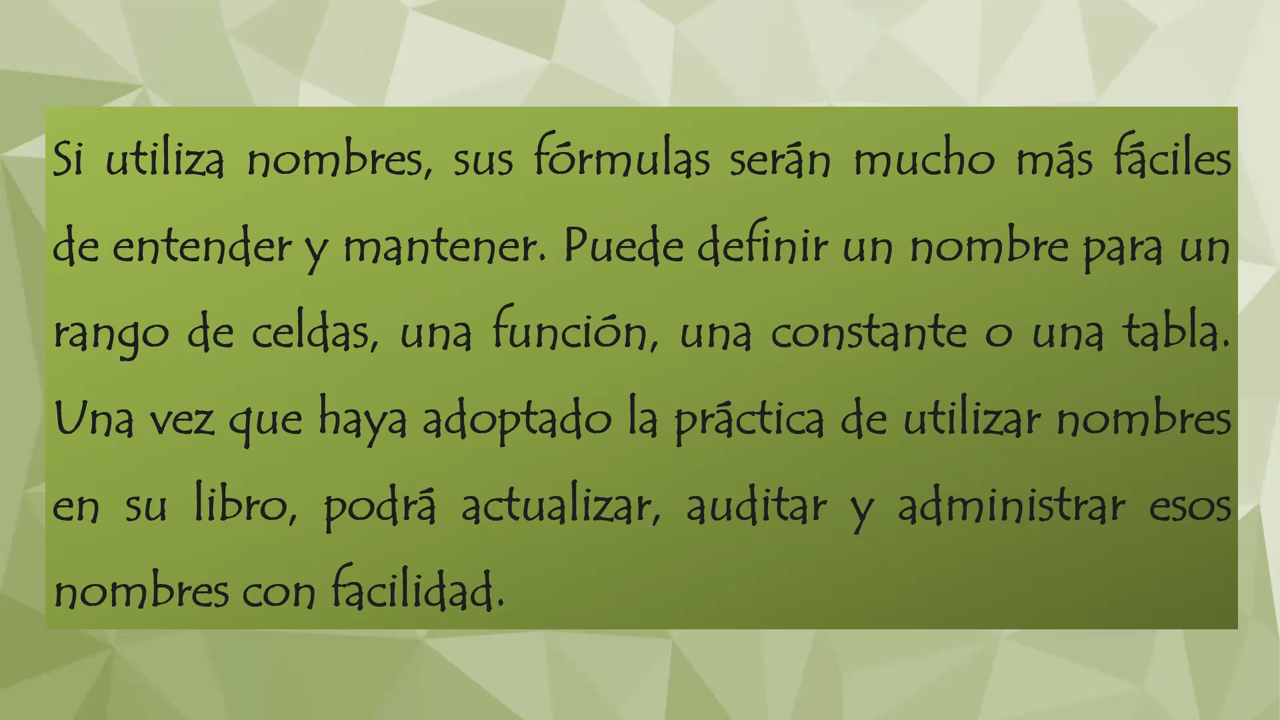 Si utiliza nombres, sus fórmulas serán mucho más fáciles
de entender y mantener. Puede definir un nombre para un
rango de celdas, una función, una constante o una tabla.
Una vez que haya adoptado la práctica de utilizar nombres
en su libro, podrá actualizar, auditar y administrar esos
nombres con facilidad.